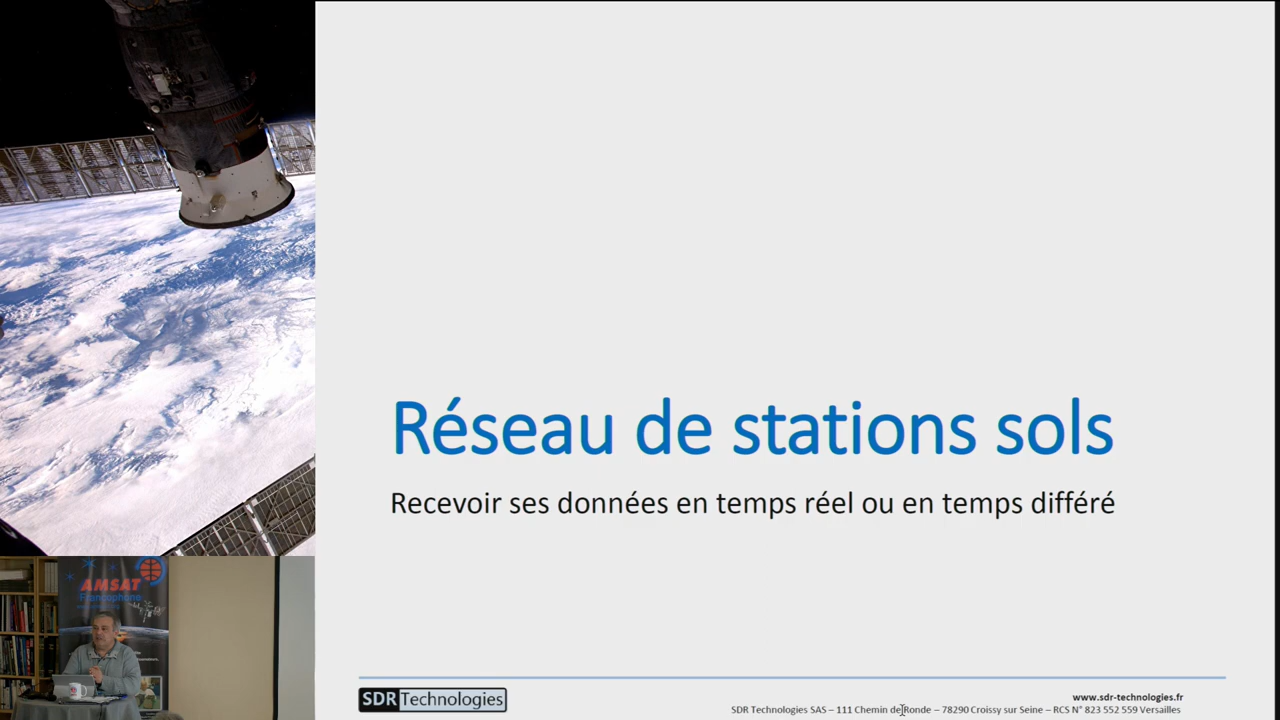 Réseau de stations sols
Recevoir ses données en temps réel ou en temps différé
AMSAT
Francophone
SDR Technologies
www.sdr-technologies.fr
SDR Technologies SAS – 111 Chemin de Ronde – 78290 Croissy sur Seine – RCS N° 823 552 559 Versailles